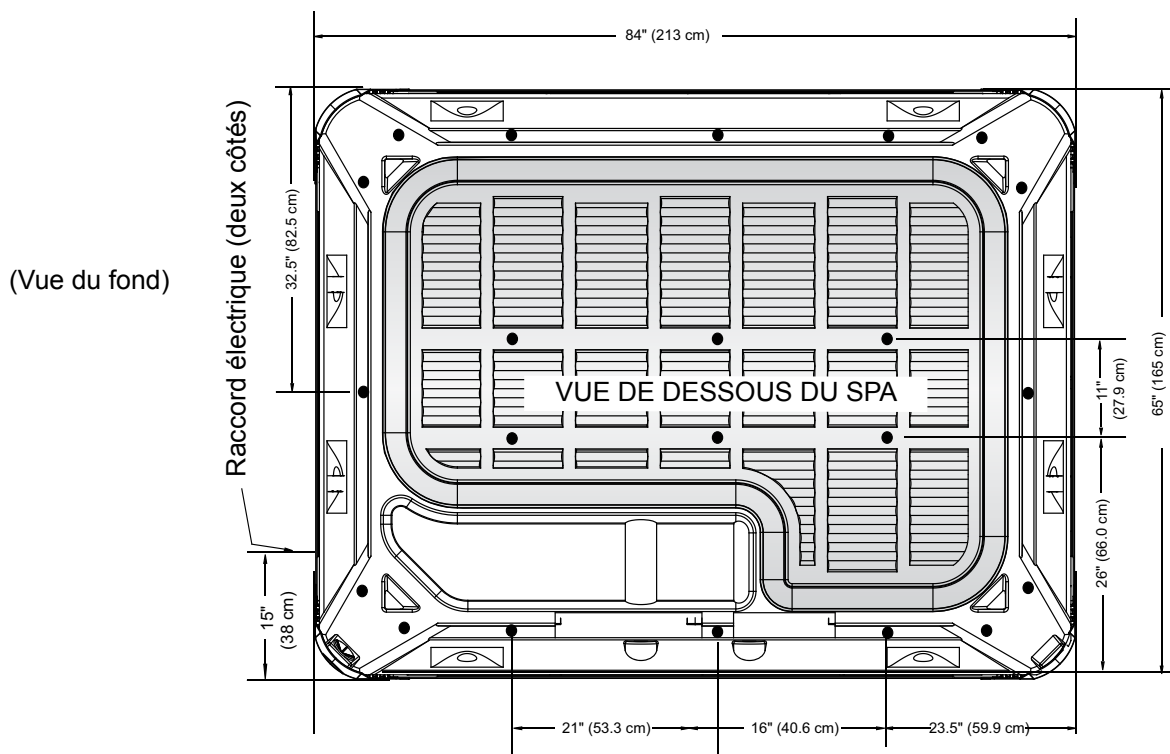 84" (213 cm)
(Vue du fond)
Raccord électrique (deux côtés)
32.5" (82.5 cm)
VUE DE DESSOUS DU SPA
11"
(27.9 cm)
65" (165 cm)
26" (66.0 cm)
15"
(38 cm)
21" (53.3 cm)
16" (40.6 cm)
23.5" (59.9 cm)